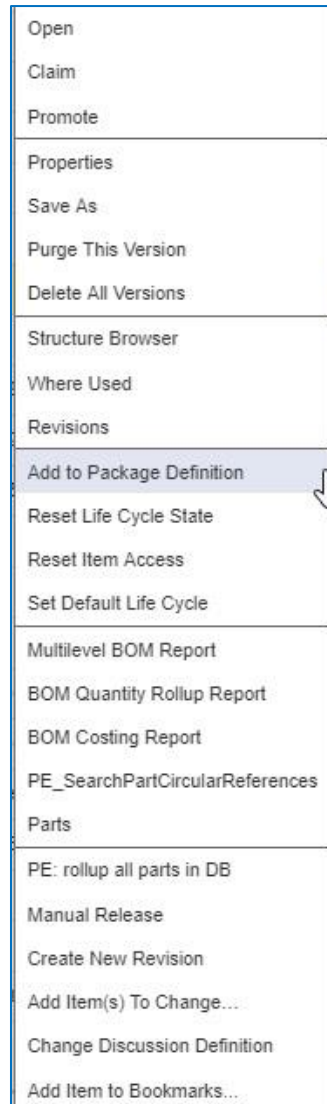 Open
Claim
Promote
Properties
Save As
Purge This Version
Delete All Versions
Structure Browser
Where Used
Revisions
Add to Package Definition
Reset Life Cycle State
Reset Item Access
Set Default Life Cycle
Multilevel BOM Report
BOM Quantity Rollup Report
BOM Costing Report
PE_SearchPartCircularReferences
Parts
PE: rollup all parts in DB
Manual Release
Create New Revision
Add Item(s) To Change...
Change Discussion Definition
Add Item to Bookmarks...